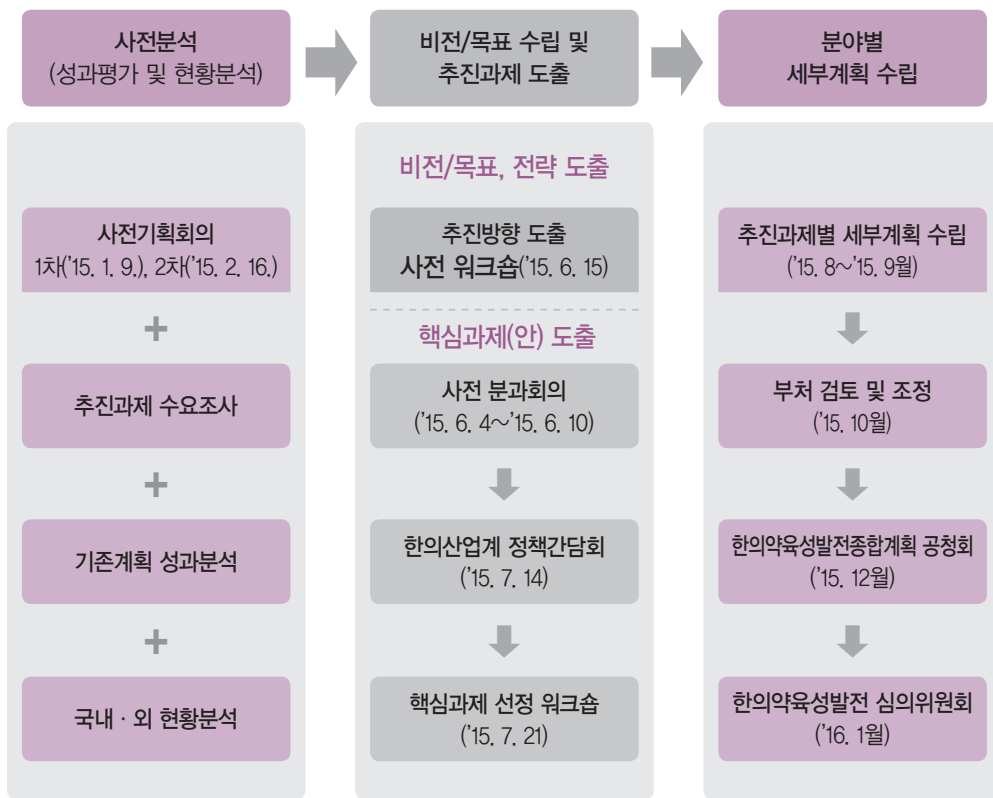 사전분석
(성과평가 및 현황분석)
비전/목표 수립 및
추진과제 도출
분야별
세부계획 수립
사전기획회의
1차('15. 1. 9.), 2차('15. 2. 16.)
+
추진과제 수요조사
+
기존계획 성과분석
+
국내 · 외 현황분석
비전/목표, 전략 도출
추진방향 도출
사전 워크숍('15. 6. 15)
핵심과제(안) 도출
사전 분과회의
('15. 6. 4~'15. 6. 10)
한의산업계 정책간담회
('15. 7. 14)
핵심과제 선정 워크숍
('15. 7. 21)
추진과제별 세부계획 수립
('15. 8~'15. 9월)
부처 검토 및 조정
('15. 10월)
한의약육성발전종합계획 공청회
('15. 12월)
한의약육성발전 심의위원회
('16. 1월)